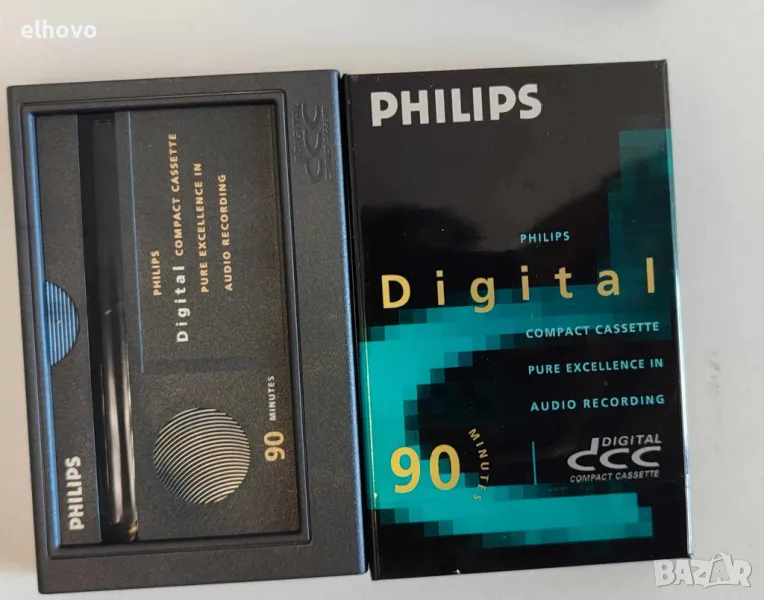 elhovo
PHILIPS
PHILIPS
Digital COMPACT CASSETTE
PURE EXCELLENCE IN
AUDIO RECORDING
90 MINUTES
DIGITAL
dcc
PHILIPS
PHILIPS
Digital
COMPACT CASSETTE
PURE EXCELLENCE IN
AUDIO RECORDING
90 MINUTES
DIGITAL
dcc
COMPACT CASSETTE
BAZAR